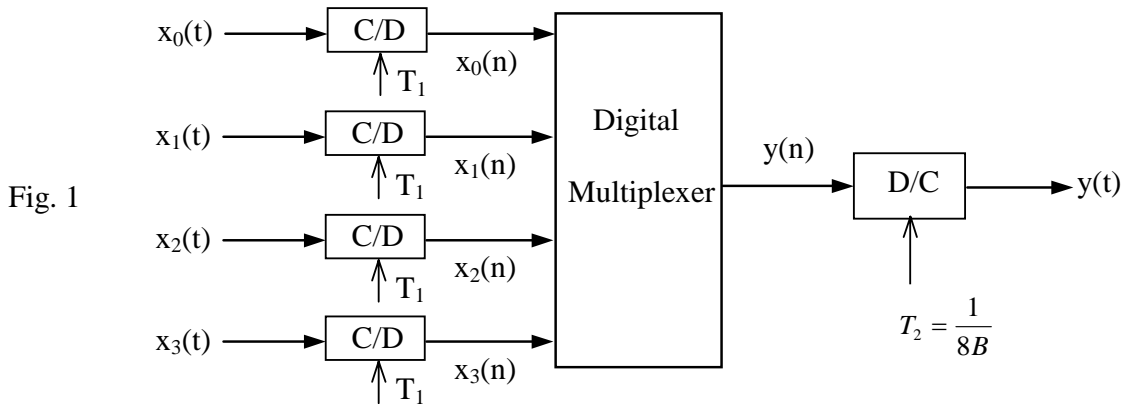 x₀(t) C/D x₀(n)
T₁
x₁(t) C/D x₁(n)
T₁
x₂(t) C/D x₂(n)
T₁
x₃(t) C/D x₃(n)
T₁
Fig. 1
Digital
Multiplexer
y(n)
D/C
y(t)
T₂ = 1/8B